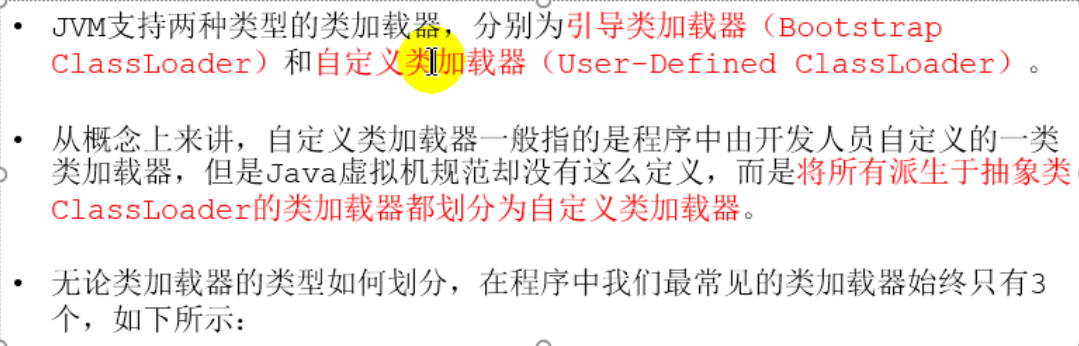 • JVM支持两种类型的类加载器，分别为引导类加载器（Bootstrap
ClassLoader）和自定义类加载器（User-Defined ClassLoader）。
• 从概念上来讲，自定义类加载器一般指的是程序中由开发人员自定义的一类
类加载器，但是Java虚拟机规范却没有这么定义，而是将所有派生于抽象类
ClassLoader的类加载器都划分为自定义类加载器。
• 无论类加载器的类型如何划分，在程序中我们最常见的类加载器始终只有3
个，如下所示：